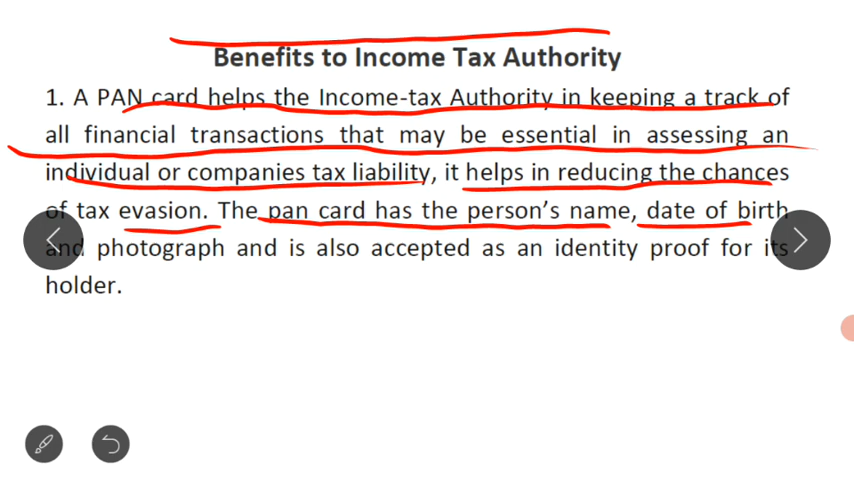 Benefits to Income Tax Authority
1. A PAN card helps the Income-tax Authority in keeping a track of
all financial transactions that may be essential in assessing an
individual or companies tax liability, it helps in reducing the chances
of tax evasion. The pan card has the person's name, date of birth
and photograph and is also accepted as an identity proof for its
holder.